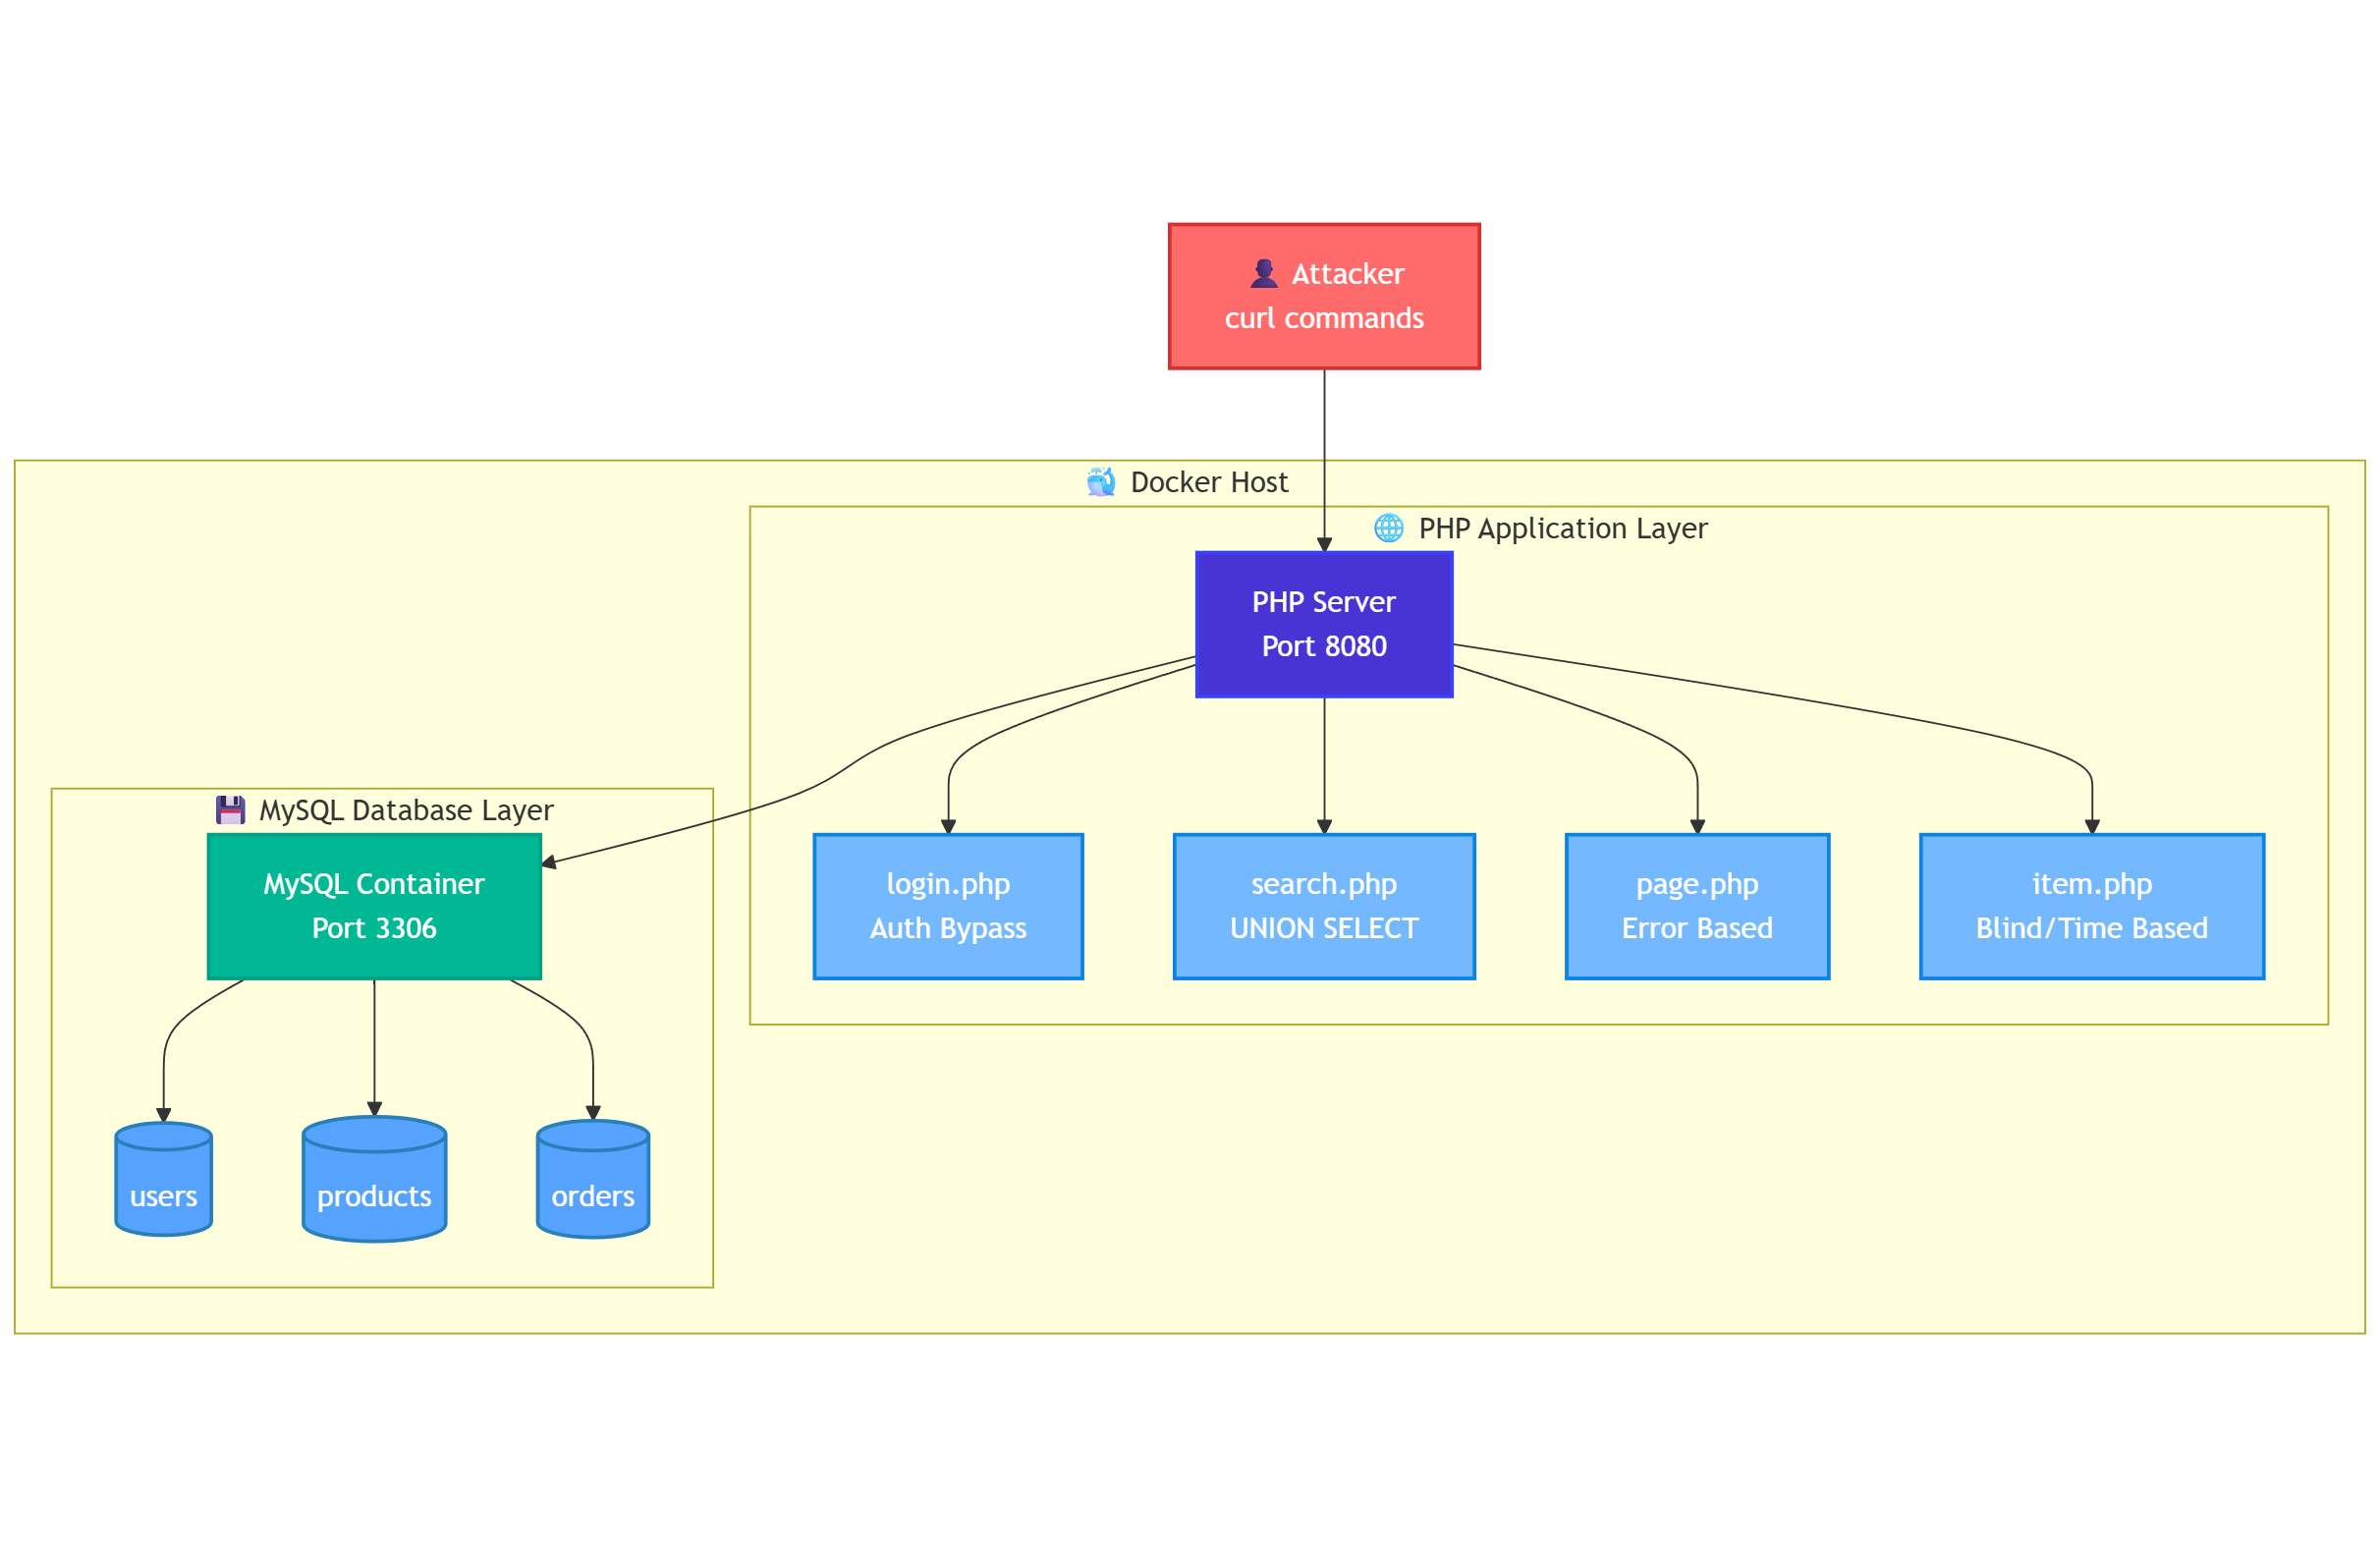 Attacker
curl commands
Docker Host
PHP Application Layer
PHP Server
Port 8080
MySQL Database Layer
MySQL Container
Port 3306
login.php
Auth Bypass
search.php
UNION SELECT
page.php
Error Based
item.php
Blind/Time Based
users
products
orders